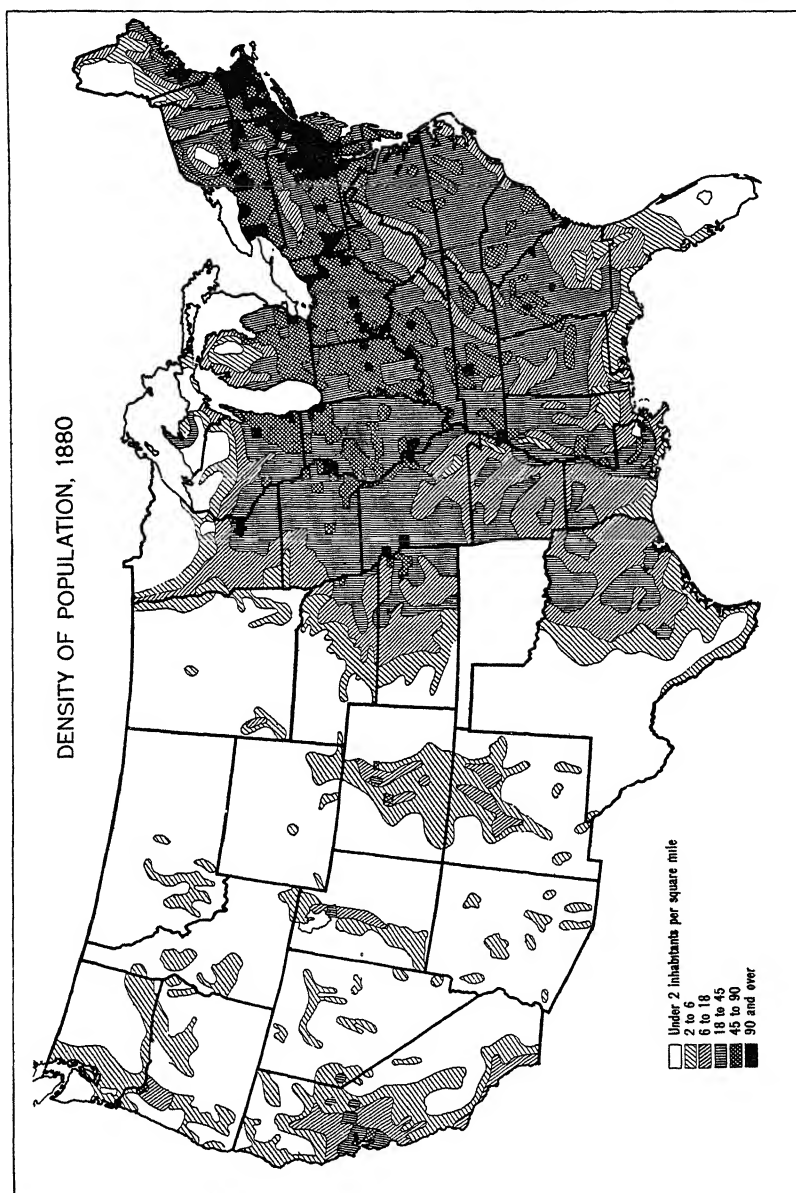 DENSITY OF POPULATION, 1880
Under 2 inhabitants per square mile
2 to 6
6 to 18
18 to 45
45 to 90
90 and over